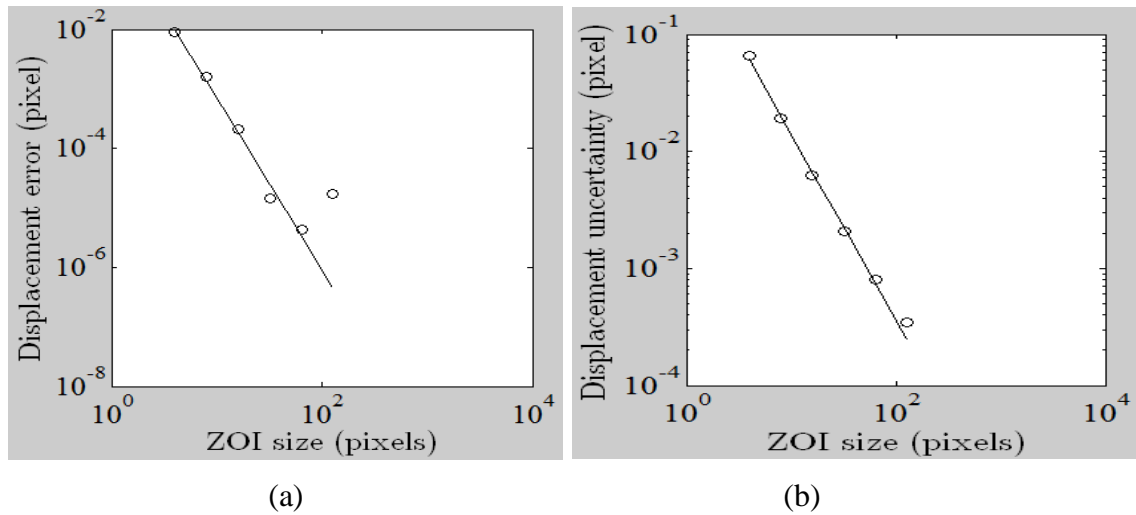 10^-2
10^-4
10^-6
10^-8
10^0
10^2
10^4
Displacement error (pixel)
ZOI size (pixels)
(a)
10^-1
10^-2
10^-3
10^-4
10^0
10^2
10^4
Displacement uncertainty (pixel)
ZOI size (pixels)
(b)